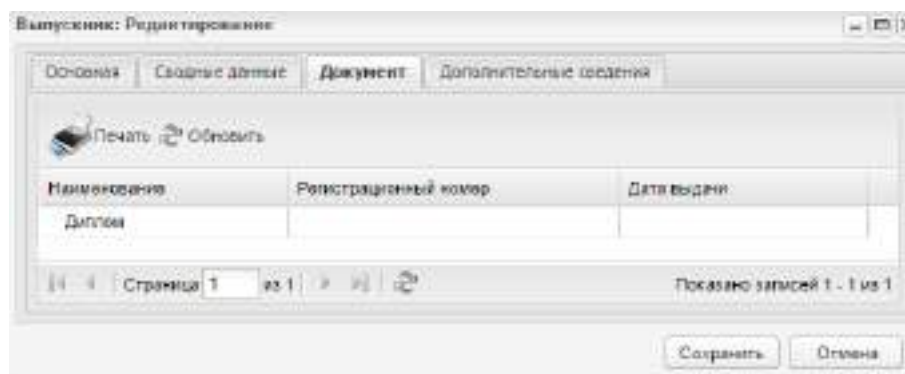 Выпускник: Редактирование
Основная Сводные данные Документ Дополнительные сведения
Печать Обновить
Наименование Регистрационный номер Дата выдачи
Диплом
Страница 1 из 1 Показано записей 1 - 1 из 1
Сохранить Отмена